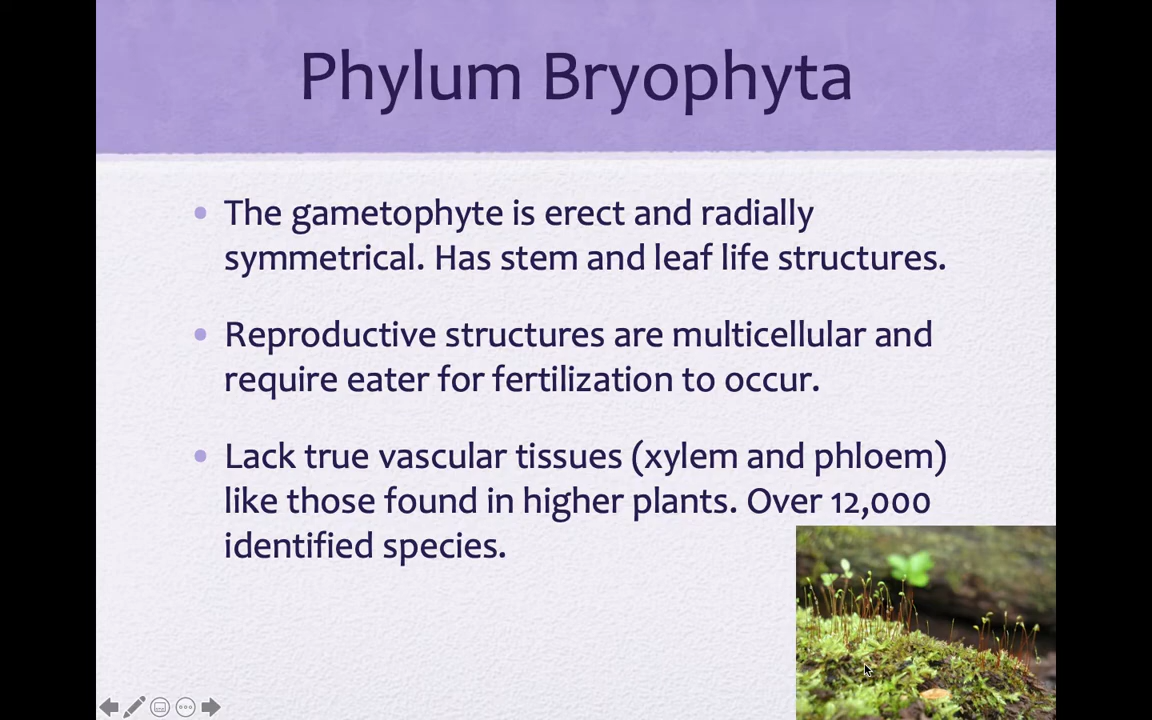 Phylum Bryophyta
• The gametophyte is erect and radially
symmetrical. Has stem and leaf life structures.
• Reproductive structures are multicellular and
require eater for fertilization to occur.
• Lack true vascular tissues (xylem and phloem)
like those found in higher plants. Over 12,000
identified species.